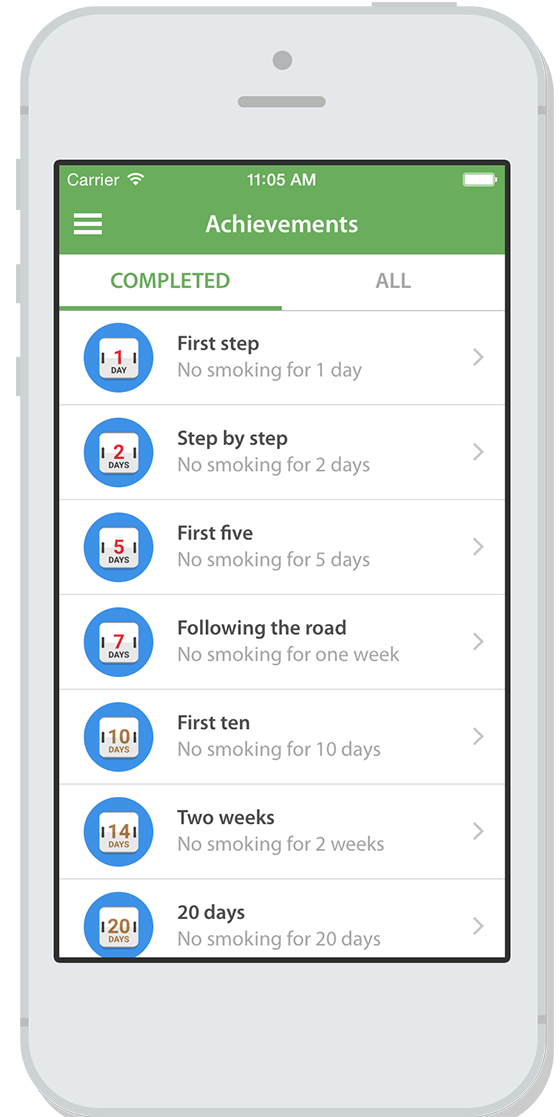 Carrier 11:05 AM
Achievements
COMPLETED ALL
1
DAY
First step
No smoking for 1 day
2
DAYS
Step by step
No smoking for 2 days
5
DAYS
First five
No smoking for 5 days
7
DAYS
Following the road
No smoking for one week
10
DAYS
First ten
No smoking for 10 days
14
DAYS
Two weeks
No smoking for 2 weeks
20
DAYS
20 days
No smoking for 20 days